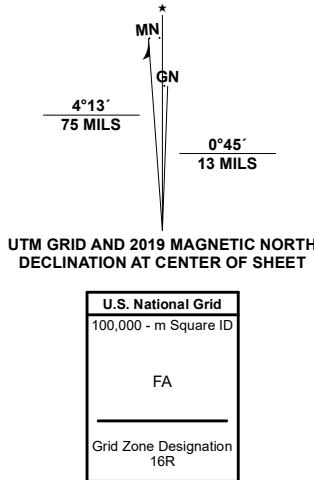 MN
GN
4°13´
75 MILS
0°45´
13 MILS
UTM GRID AND 2019 MAGNETIC NORTH
DECLINATION AT CENTER OF SHEET
U.S. National Grid
100,000 - m Square ID
FA
Grid Zone Designation
16R